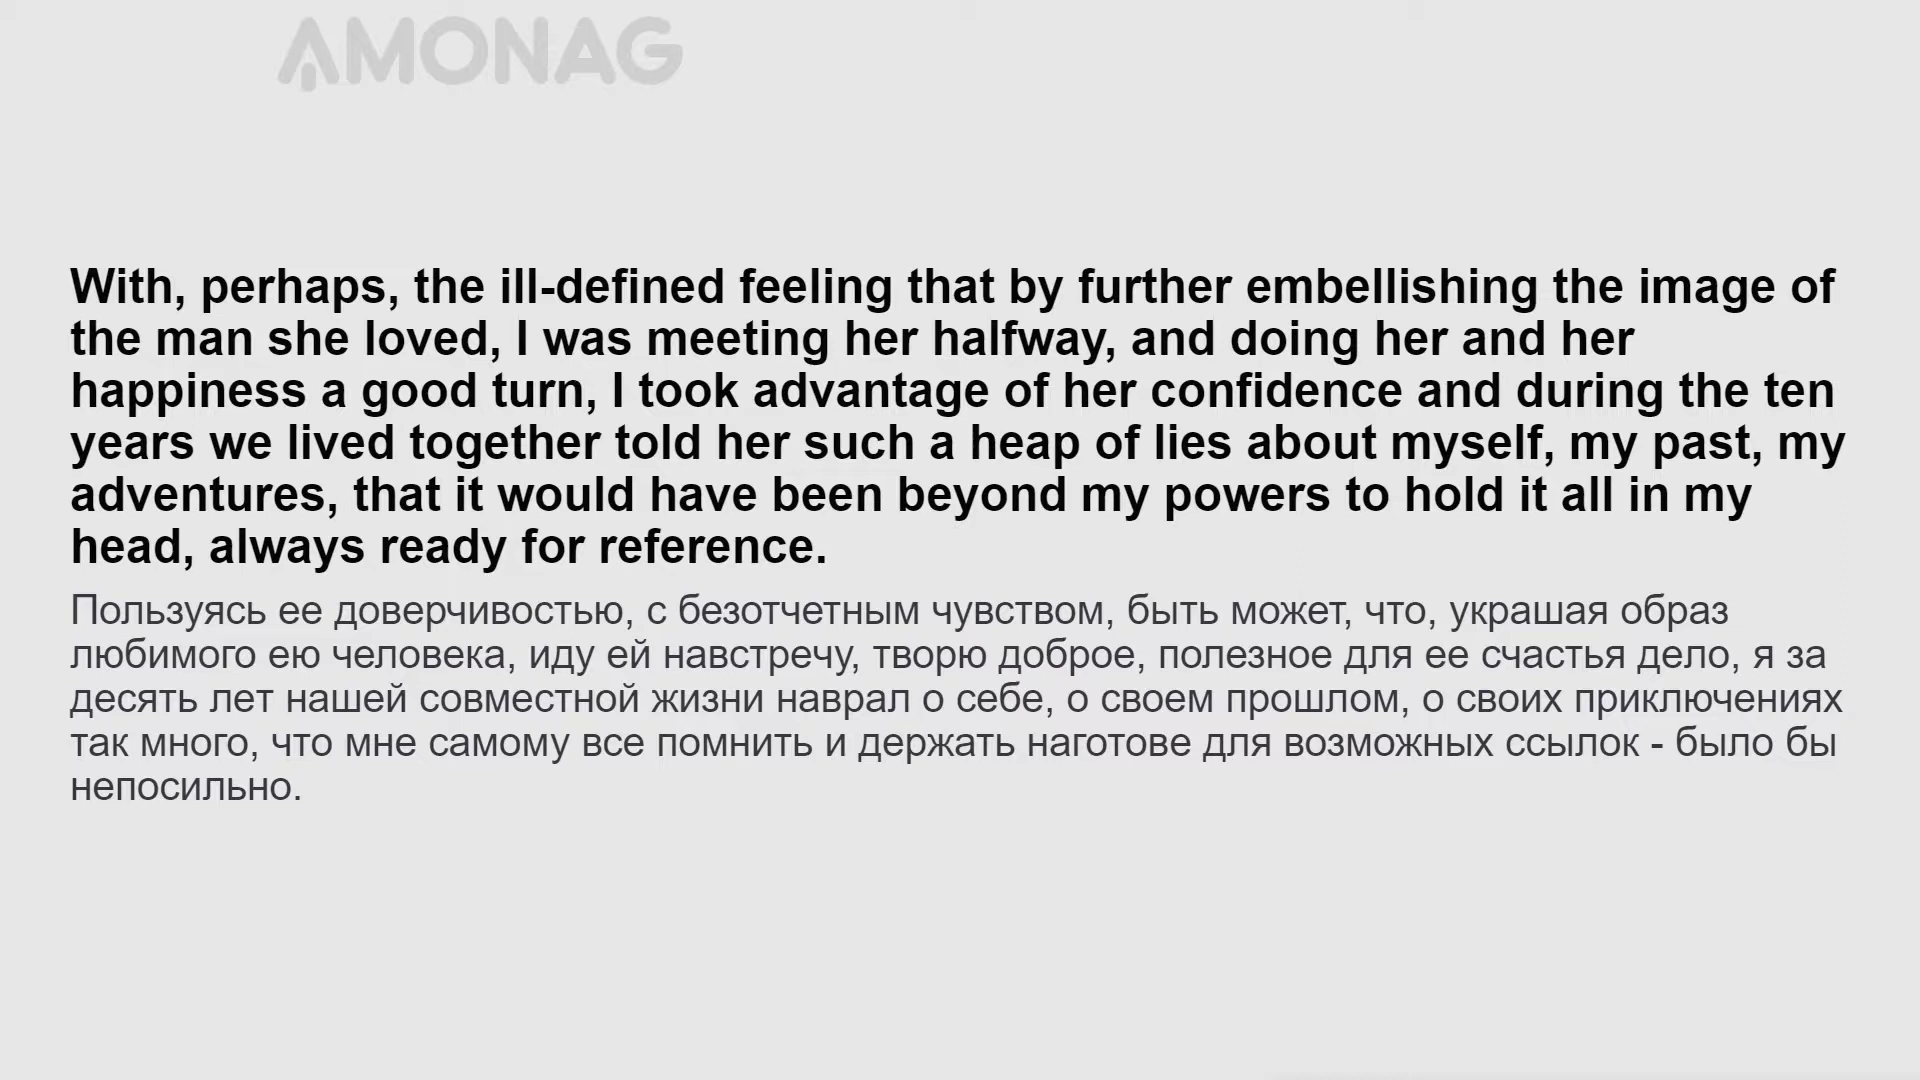 AMONAG
With, perhaps, the ill-defined feeling that by further embellishing the image of
the man she loved, I was meeting her halfway, and doing her and her
happiness a good turn, I took advantage of her confidence and during the ten
years we lived together told her such a heap of lies about myself, my past, my
adventures, that it would have been beyond my powers to hold it all in my
head, always ready for reference.
Пользуясь ее доверчивостью, с безотчетным чувством, быть может, что, украшая образ
любимого ею человека, иду ей навстречу, творю доброе, полезное для ее счастья дело, я за
десять лет нашей совместной жизни наврал о себе, о своем прошлом, о своих приключениях
так много, что мне самому все помнить и держать наготове для возможных ссылок - было бы
непосильно.